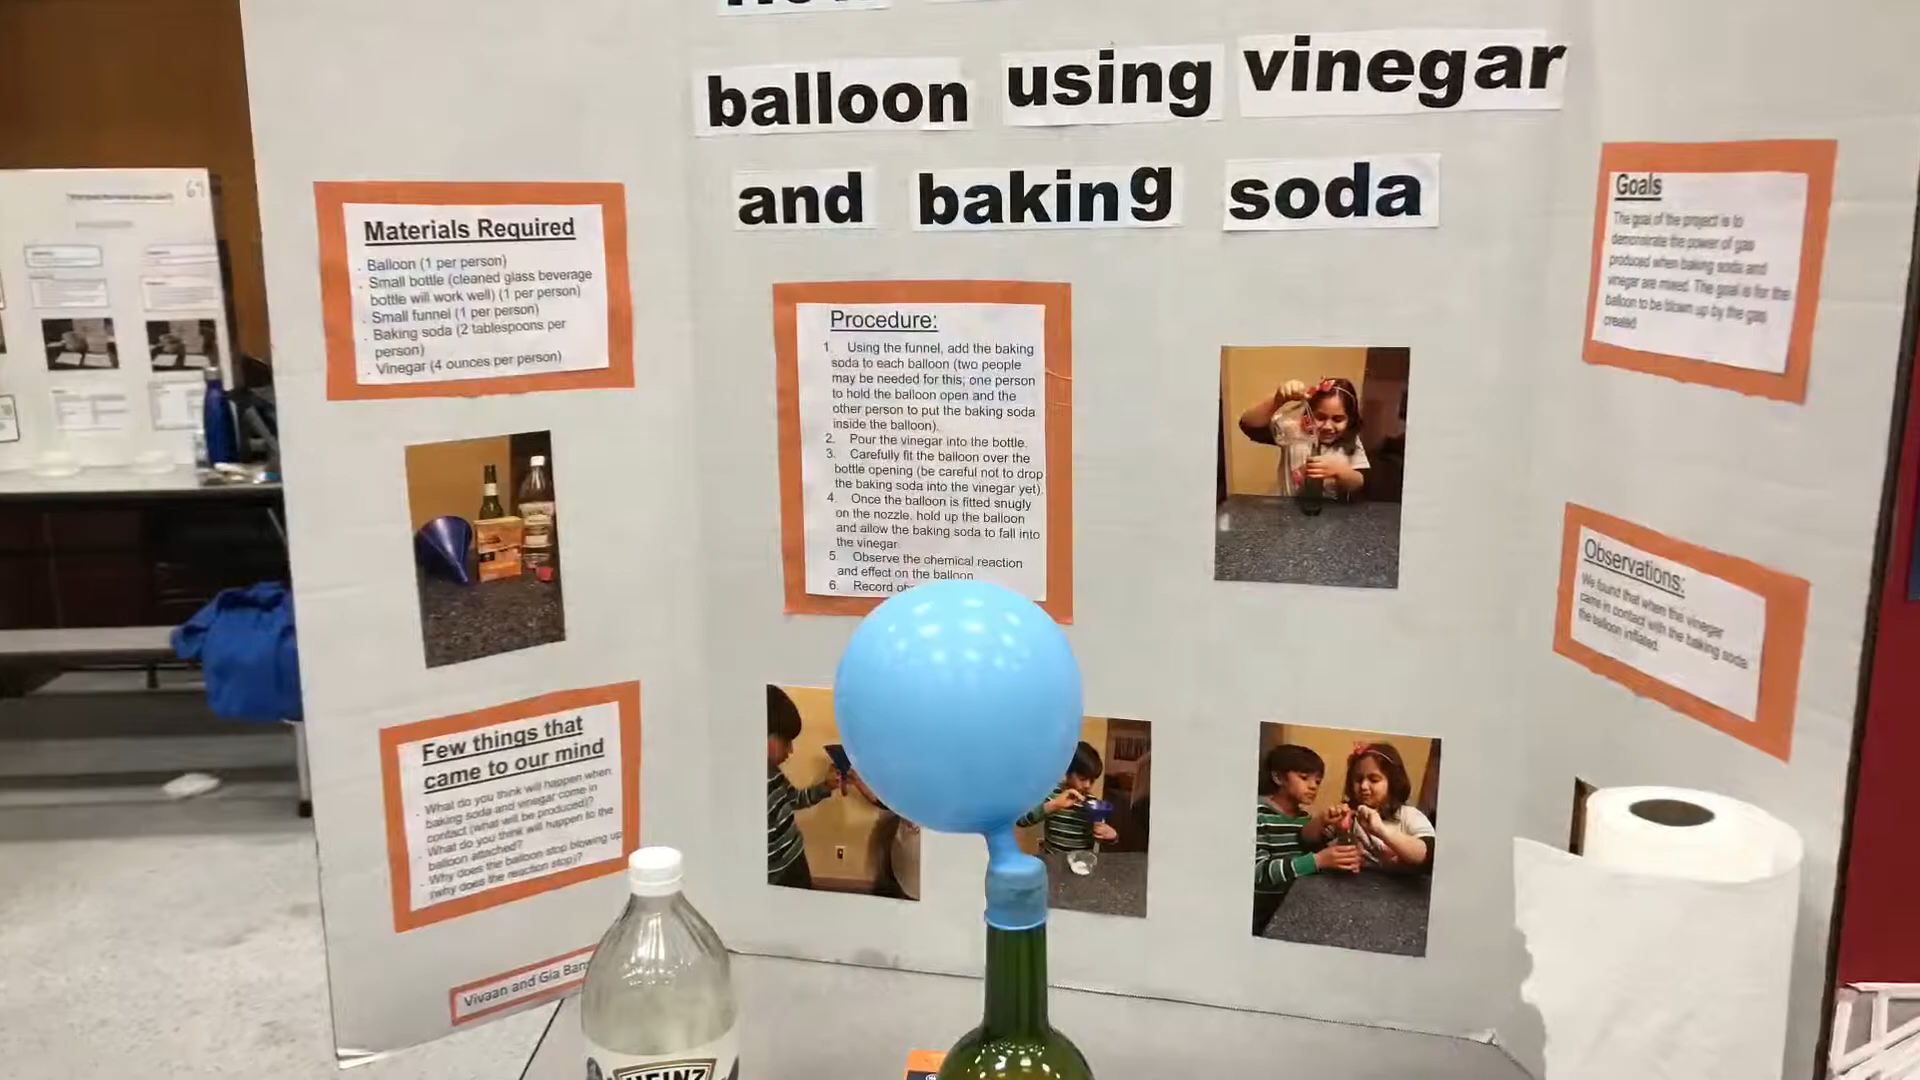 balloon using vinegar
and baking soda
Materials Required
. Balloon (1 per person)
. Small bottle (cleaned glass beverage
bottle will work well) (1 per person)
. Small funnel (1 per person)
. Baking soda (2 tablespoons per
person)
. Vinegar (4 ounces per person)
Few things that
came to our mind
. What do you think will happen when
baking soda and vinegar come in
contact (what will be produced)?
. What do you think will happen to the
balloon attached?
. Why does the balloon stop blowing up
(why does the reaction stop)?
Vivaan and Gia
Procedure:
1. Using the funnel, add the baking
soda to each balloon (two people
may be needed for this; one person
to hold the balloon open and the
other person to put the baking soda
inside the balloon).
2. Pour the vinegar into the bottle.
3. Carefully fit the balloon over the
bottle opening (be careful not to drop
the baking soda into the vinegar yet).
4. Once the balloon is fitted snugly
on the nozzle, hold up the balloon
and allow the baking soda to fall into
the vinegar.
5. Observe the chemical reaction
and effect on the balloon
6. Record
Goals
The goal of the project is to
demonstrate the power of gas
produced when baking soda and
vinegar are mixed. The goal is for the
balloon to be blown up by the gas
created
Observations:
We found that when the vinegar
came in contact with the baking soda
the balloon inflated.
HEINZ
67